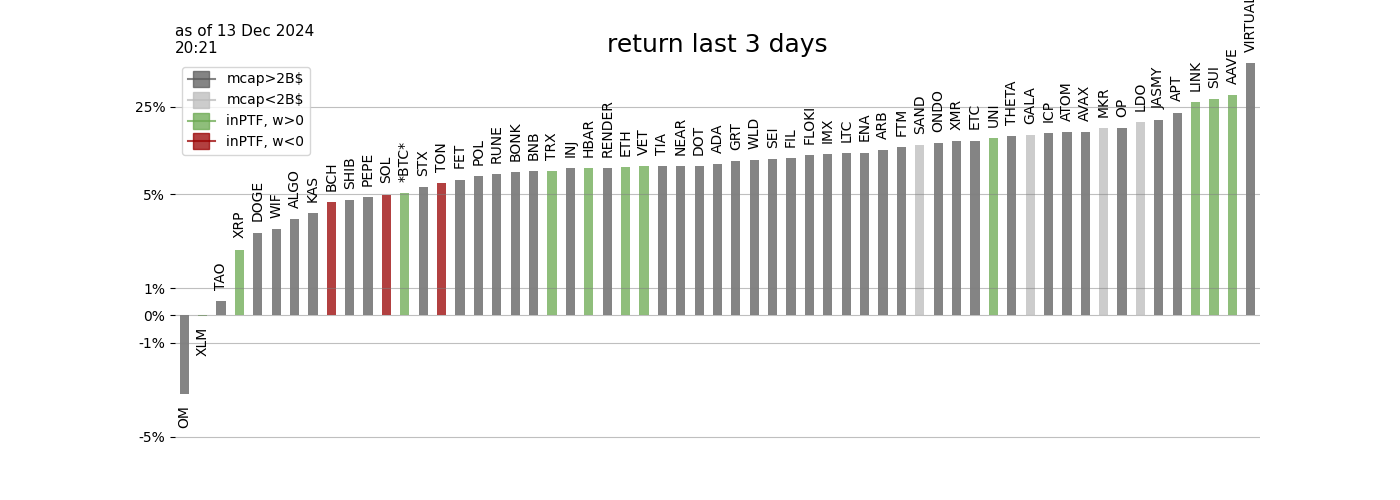 as of 13 Dec 2024
20:21
return last 3 days
mcap>2B$
mcap<2B$
inPTF, w>0
inPTF, w<0
25%
5%
1%
0%
-1%
-5%
OM
XLM
TAO
XRP
DOGE
WIF
ALGO
KAS
BCH
SHIB
PEPE
SOL
*BTC*
STX
TON
FET
POL
RUNE
BONK
BNB
TRX
INJ
HBAR
RENDER
ETH
VET
TIA
NEAR
DOT
ADA
GRT
WLD
SEI
FIL
FLOKI
IMX
LTC
ENA
ARB
FTM
SAND
ONDO
XMR
ETC
UNI
THETA
GALA
ICP
ATOM
AVAX
MKR
OP
LDO
JASMY
APT
LINK
SUI
AAVE
VIRTUAL